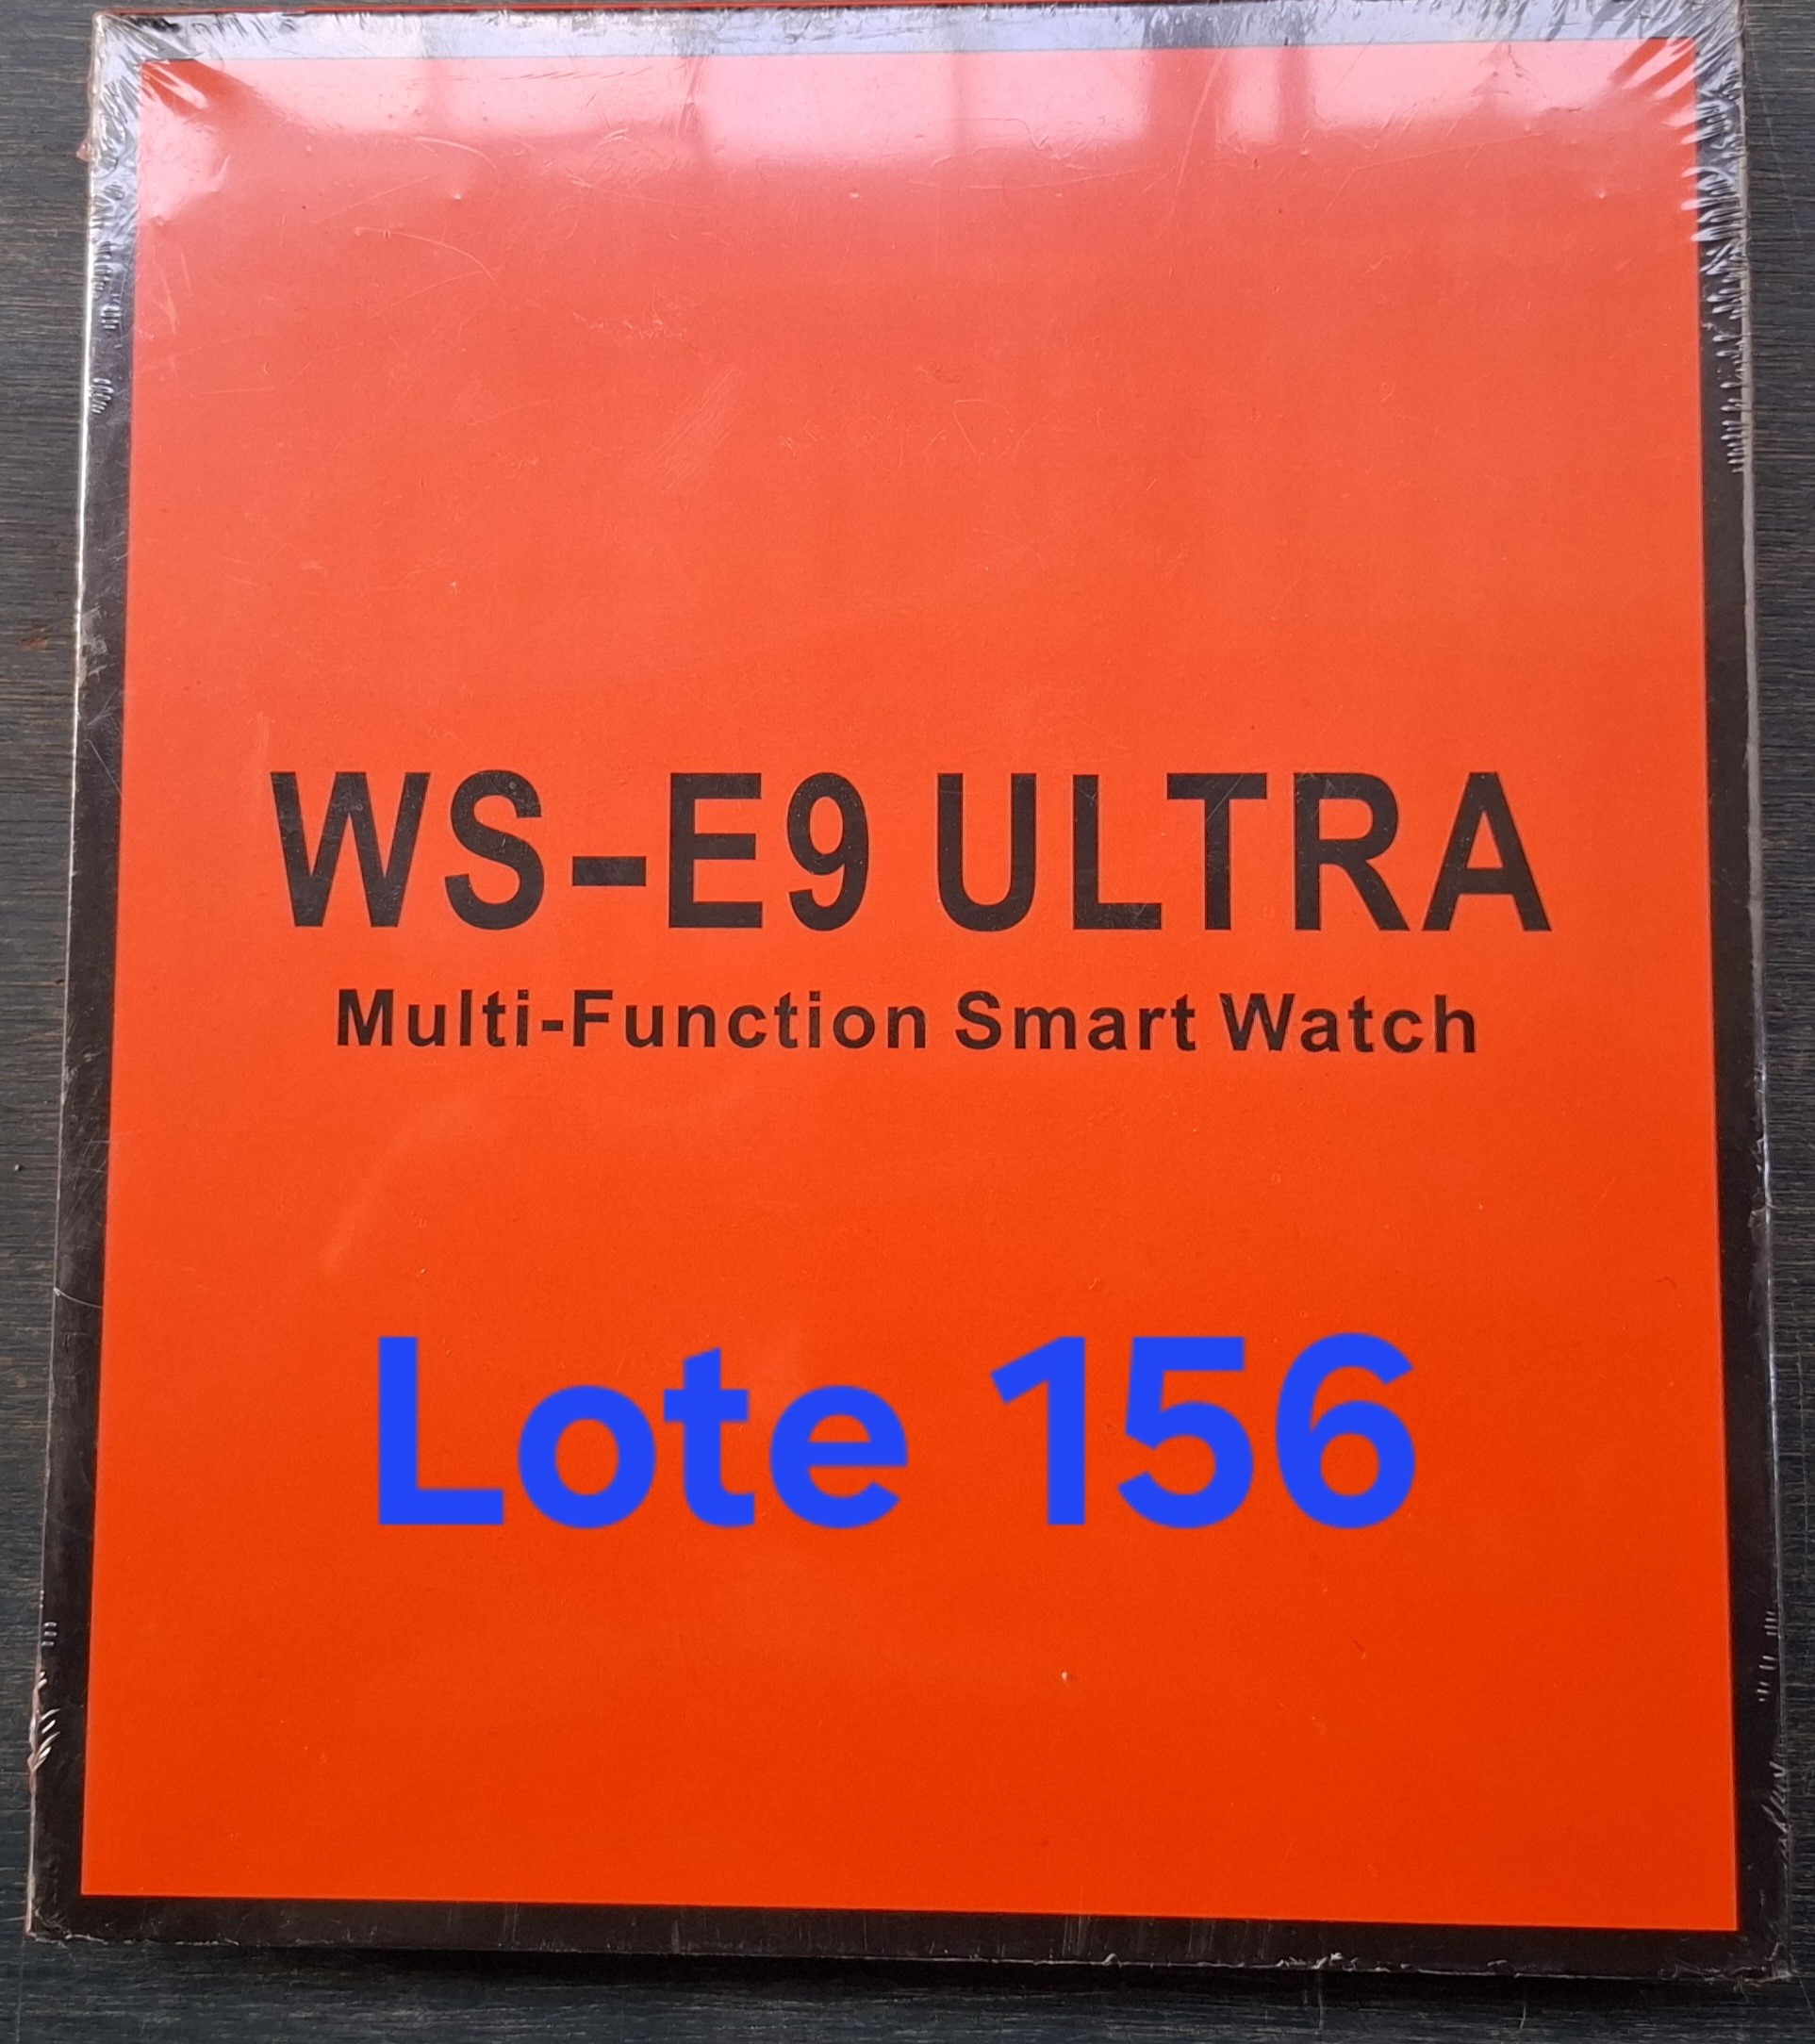 WS-E9 ULTRA
Multi-Function Smart Watch
Lote 156